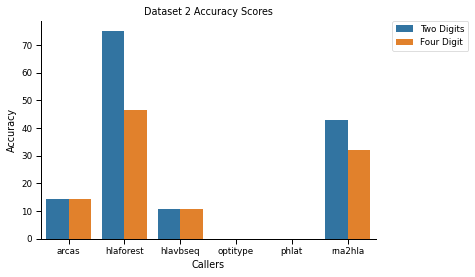 Dataset 2 Accuracy Scores
Two Digits
Four Digit
Accuracy
70
60
50
40
30
20
10
0
arcas hlaforest hlavbseq optitype phlat rna2hla
Callers